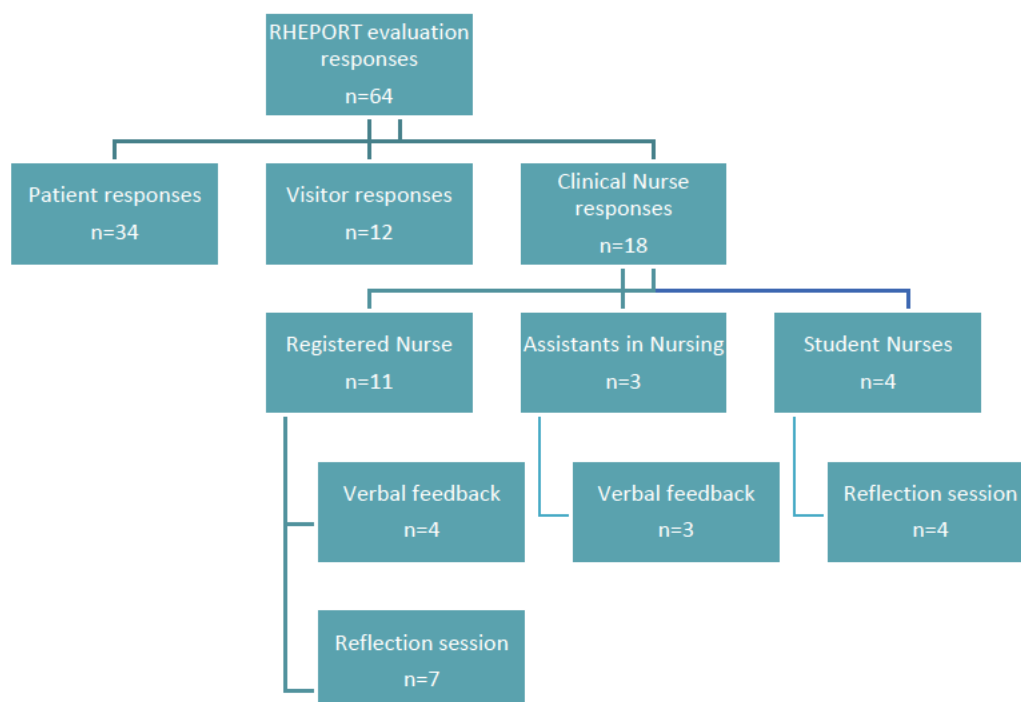 RHEPORT evaluation
responses
n=64
Patient responses
n=34
Visitor responses
n=12
Clinical Nurse
responses
n=18
Registered Nurse
n=11
Assistants in Nursing
n=3
Student Nurses
n=4
Verbal feedback
n=4
Verbal feedback
n=3
Reflection session
n=4
Reflection session
n=7